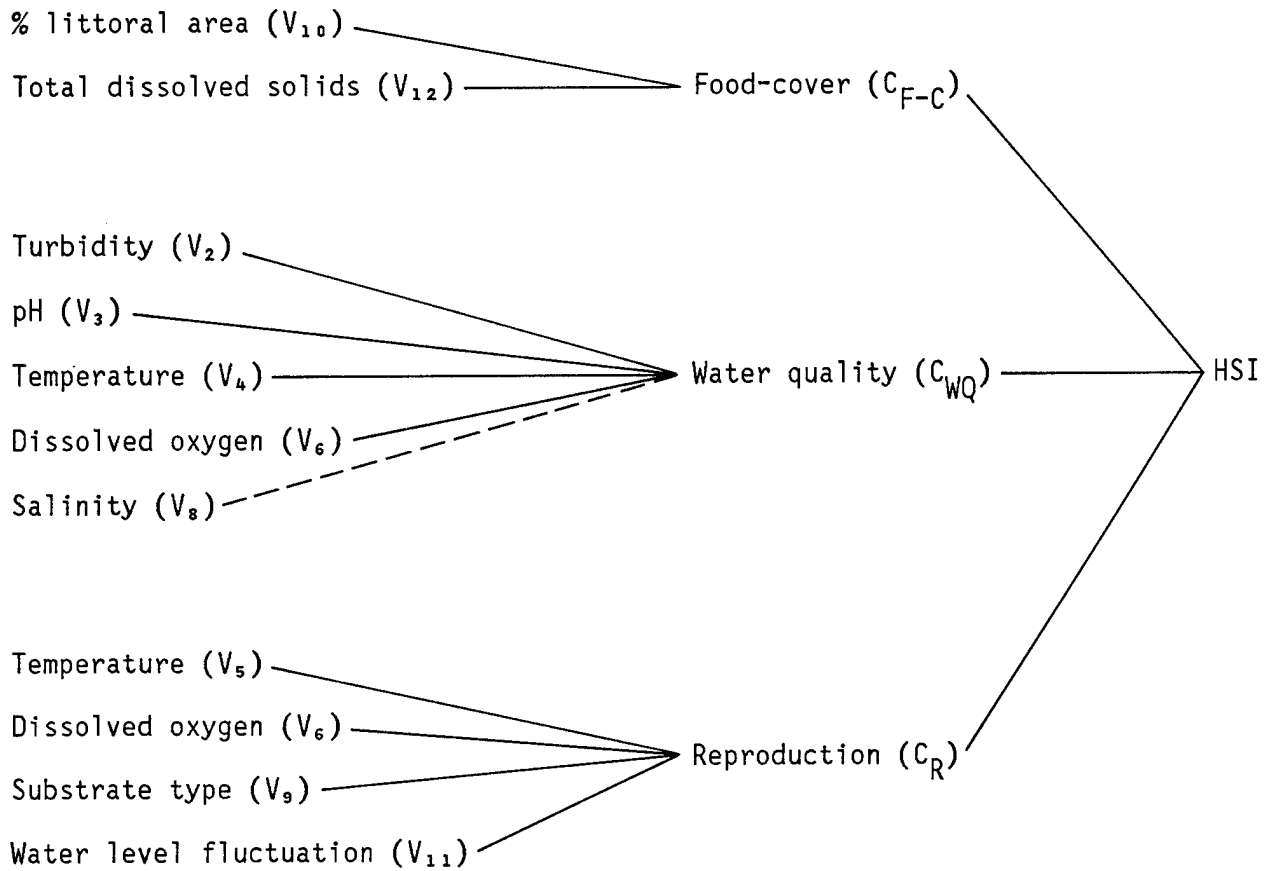 % littoral area (V₁₀)
Total dissolved solids (V₁₂)
Food-cover (C_F-C)
Turbidity (V₂)
pH (V₃)
Temperature (V₄)
Water quality (C_WQ)
HSI
Dissolved oxygen (V₆)
Salinity (V₈)
Temperature (V₅)
Dissolved oxygen (V₆)
Reproduction (C_R)
Substrate type (V₉)
Water level fluctuation (V₁₁)